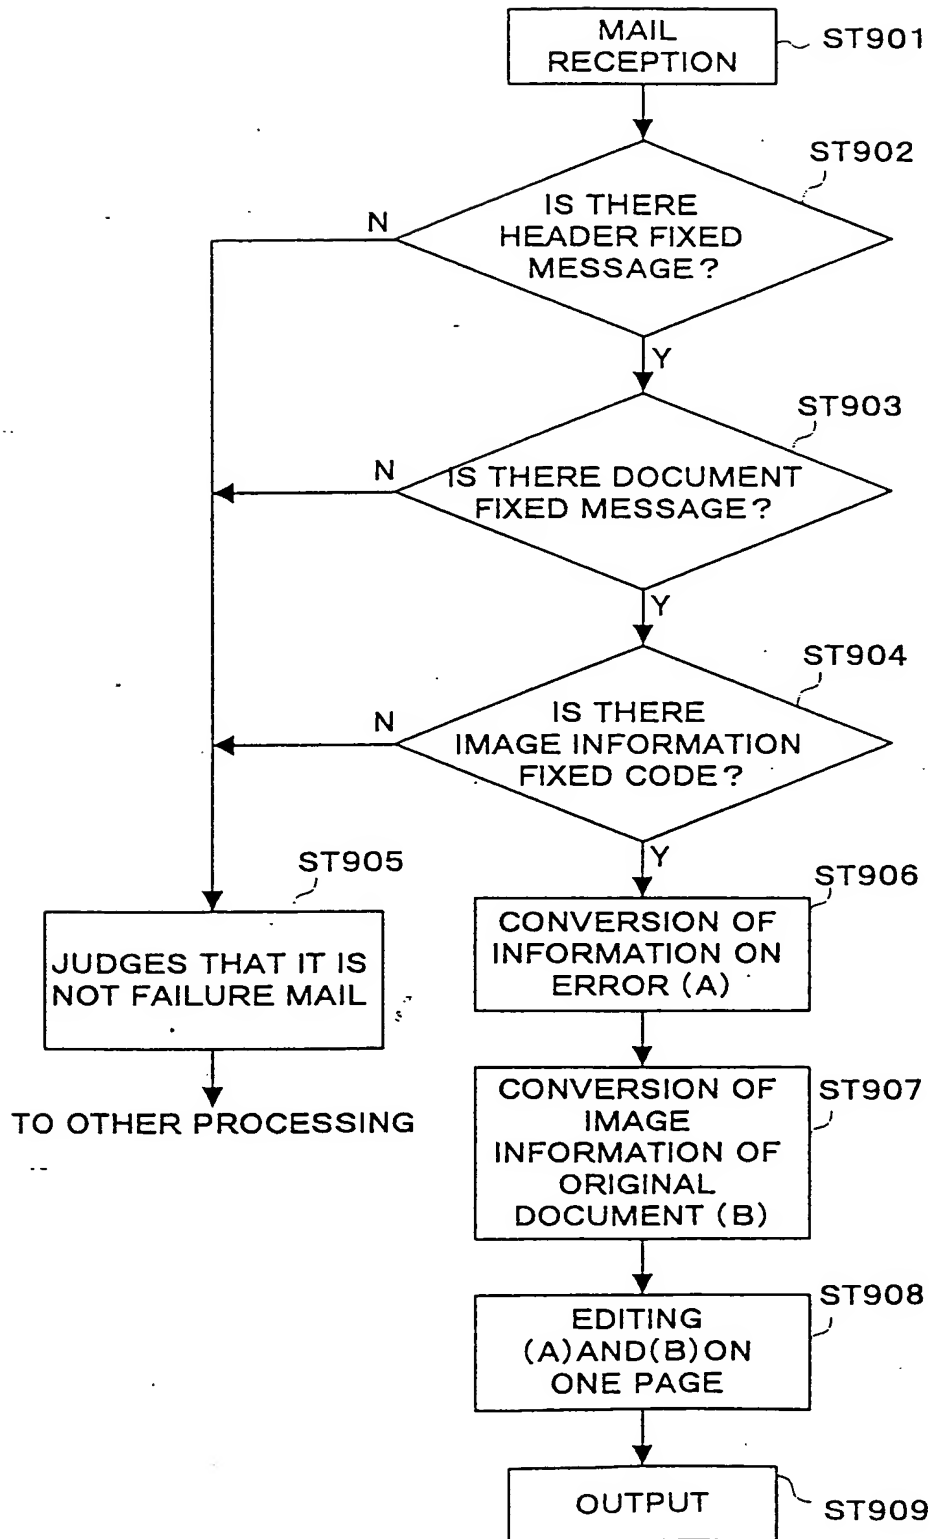 MAIL
RECEPTION
ST901
ST902
IS THERE
HEADER FIXED
MESSAGE?
N
Y
ST903
IS THERE DOCUMENT
FIXED MESSAGE?
N
Y
ST904
IS THERE
IMAGE INFORMATION
FIXED CODE?
N
Y
ST905
JUDGES THAT IT IS
NOT FAILURE MAIL
TO OTHER PROCESSING
ST906
CONVERSION OF
INFORMATION ON
ERROR (A)
ST907
CONVERSION OF
IMAGE
INFORMATION OF
ORIGINAL
DOCUMENT (B)
ST908
EDITING
(A)AND(B)ON
ONE PAGE
OUTPUT
ST909